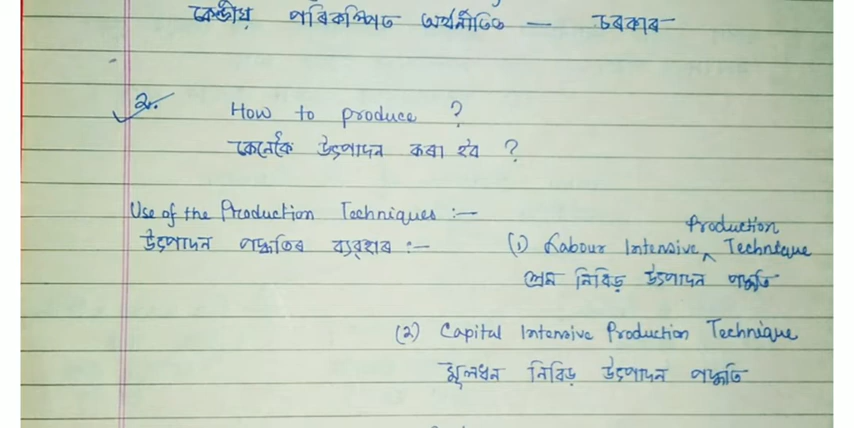 কেন্দ্ৰীয় পৰিকল্পিত অৰ্থনীতিত — চৰকাৰ
২. How to produce ?
কেনেকৈ উৎপাদন কৰা হ'ব ?
Use of the Production Techniques :—
উৎপাদন পদ্ধতিৰ ব্যৱহাৰ :—
(1) Labour Intensive Production Technique
শ্ৰম নিবিড় উৎপাদন পদ্ধতি
(2) Capital Intensive Production Technique
মূলধন নিবিড় উৎপাদন পদ্ধতি